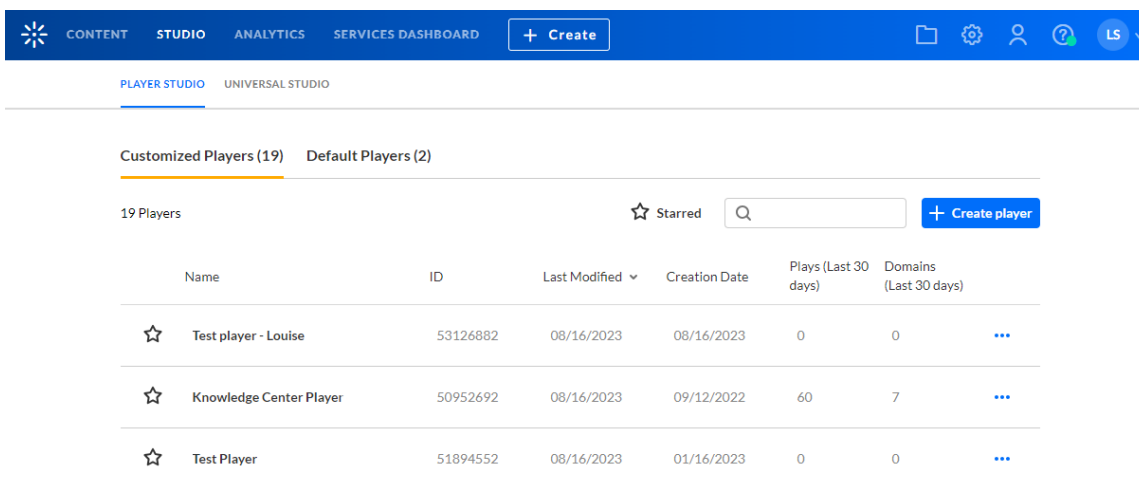 CONTENT STUDIO ANALYTICS SERVICES DASHBOARD + Create LS
PLAYER STUDIO UNIVERSAL STUDIO
Customized Players (19) Default Players (2)
19 Players Starred + Create player
Name ID Last Modified Creation Date Plays (Last 30 days) Domains (Last 30 days)
Test player - Louise 53126882 08/16/2023 08/16/2023 0 0
Knowledge Center Player 50952692 08/16/2023 09/12/2022 60 7
Test Player 51894552 08/16/2023 01/16/2023 0 0